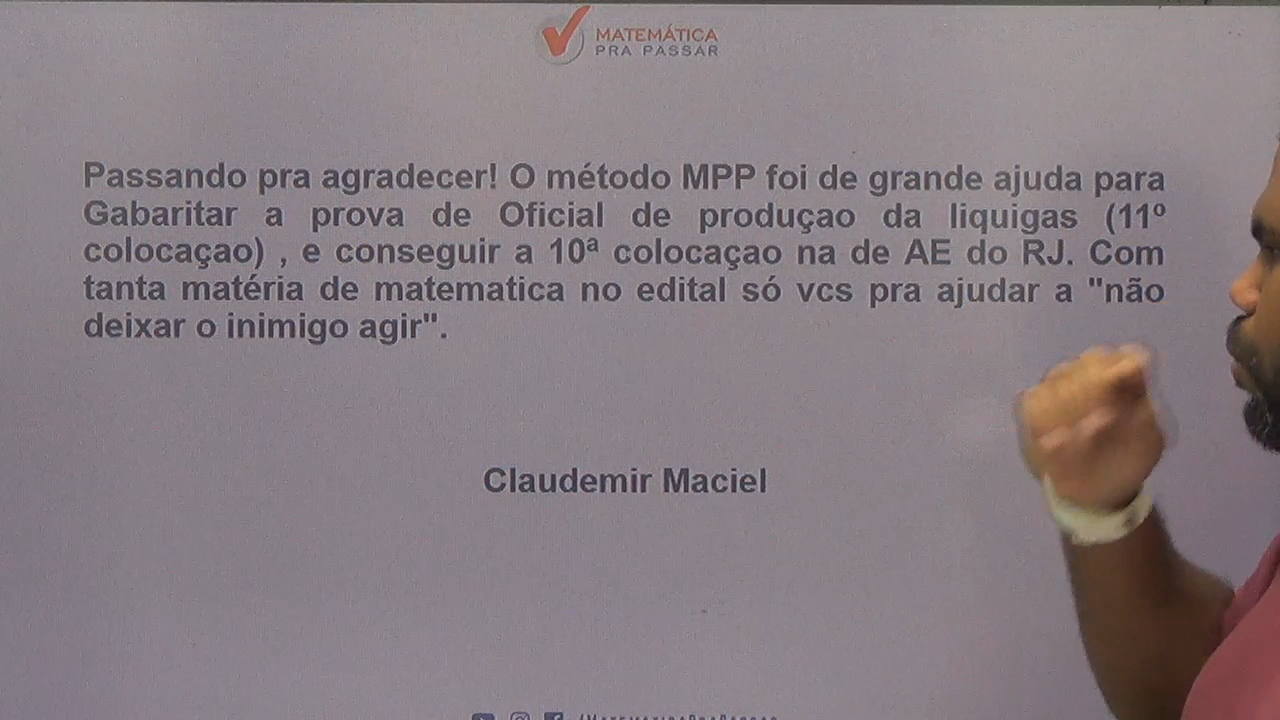 MATEMÁTICA
PRA PASSAR
Passando pra agradecer! O método MPP foi de grande ajuda para
Gabaritar a prova de Oficial de produçao da liquigas (11º
colocaçao) , e conseguir a 10ª colocaçao na de AE do RJ. Com
tanta matéria de matematica no edital só vcs pra ajudar a "não
deixar o inimigo agir".
Claudemir Maciel